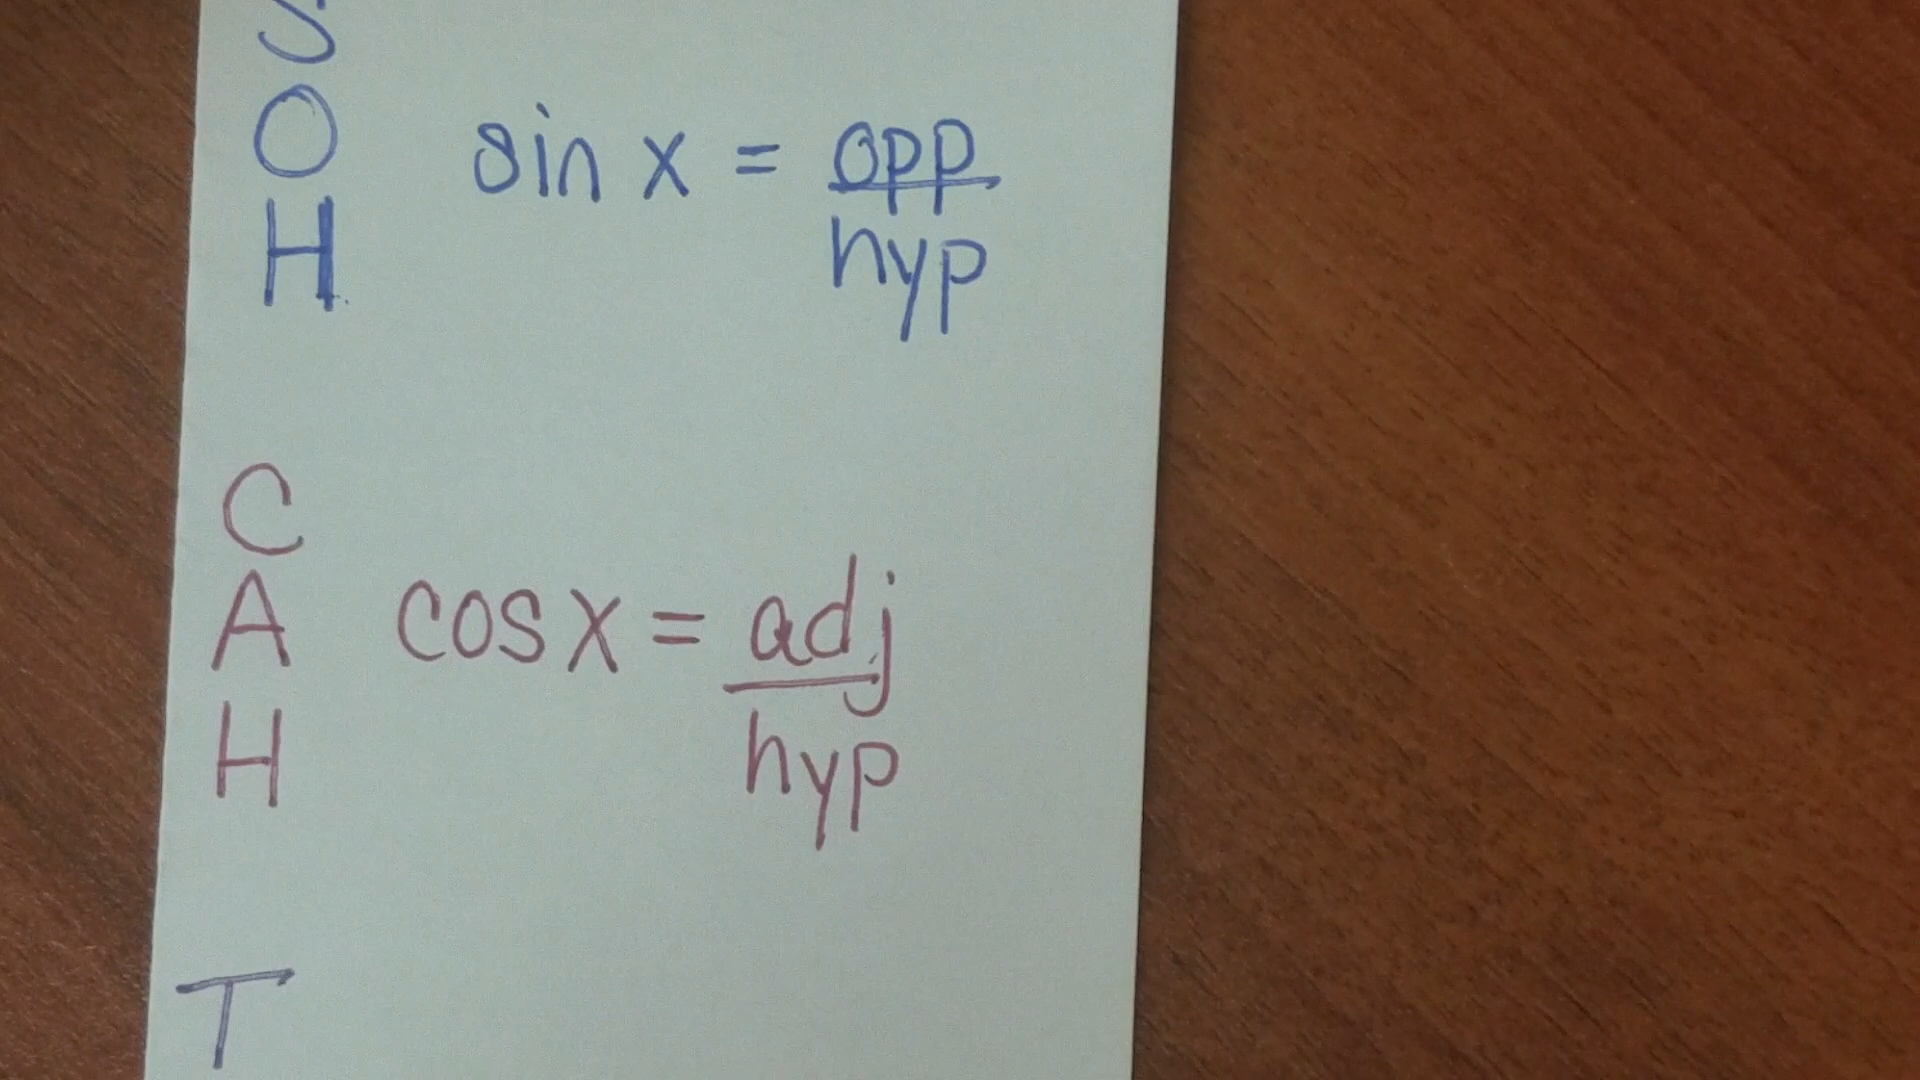 S
O
H
sin x = opp
hyp
C
A
H
cos x = adj
hyp
T